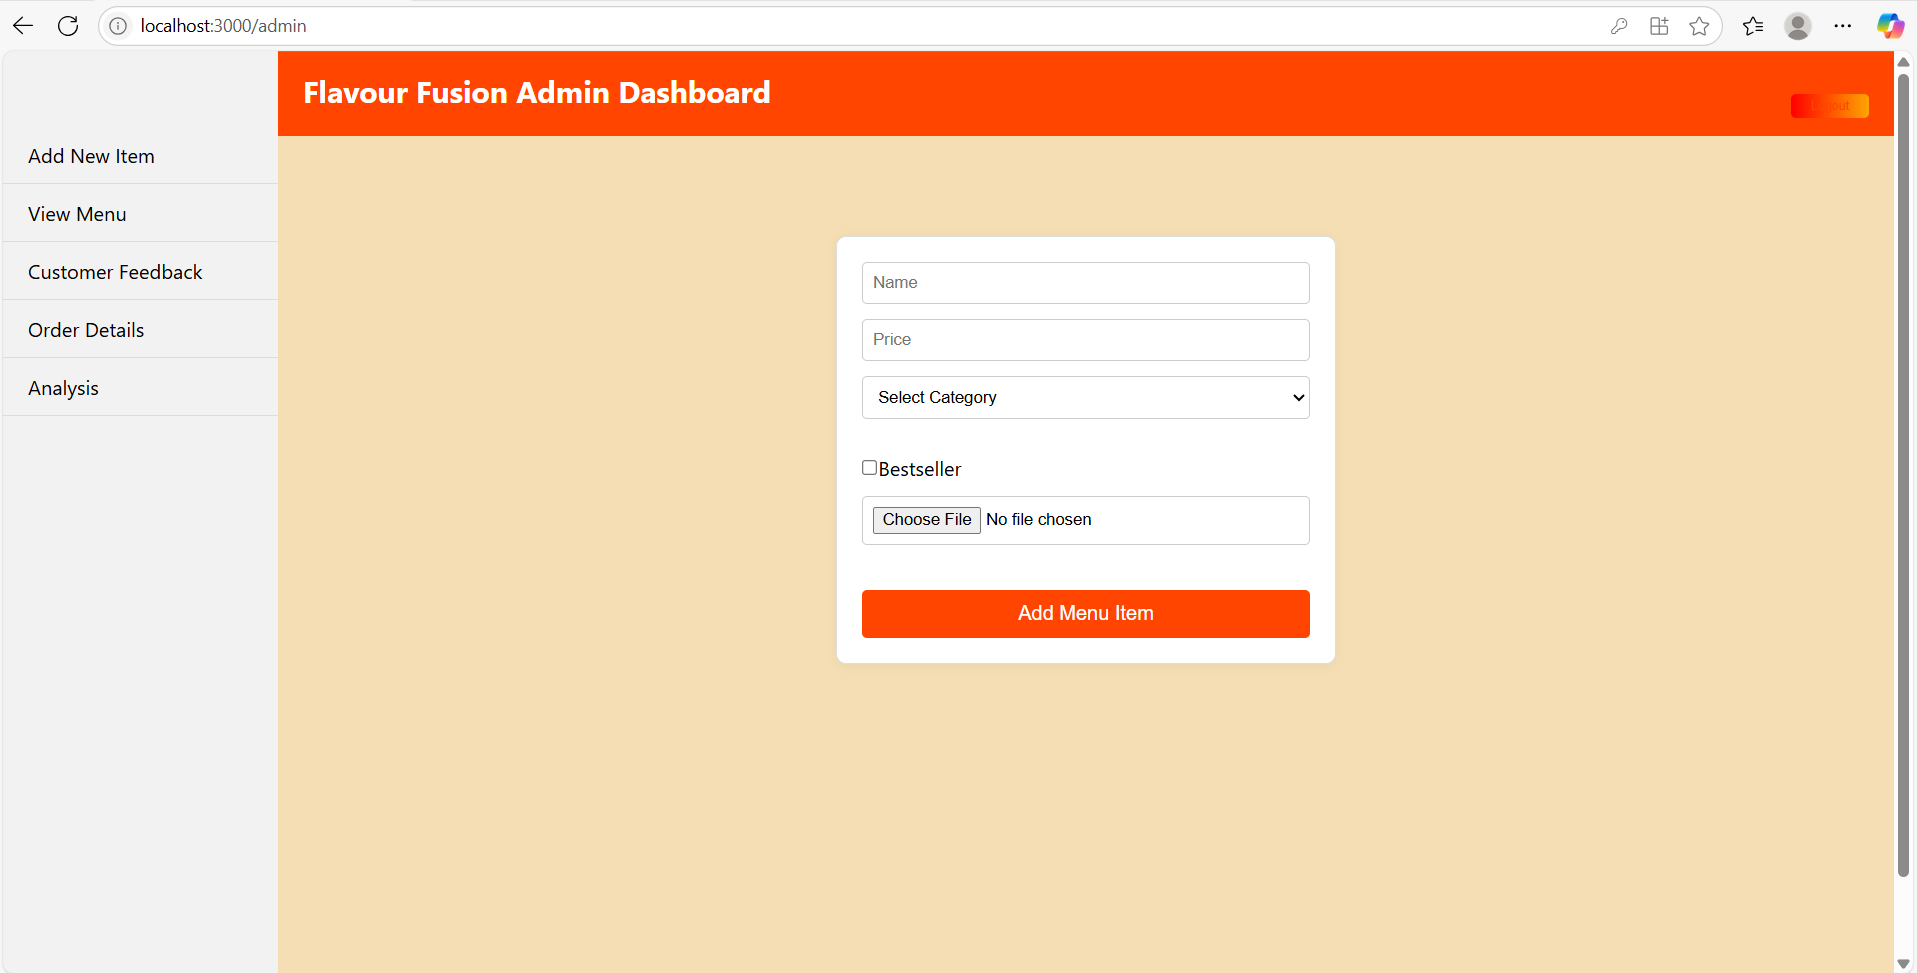 localhost:3000/admin
Flavour Fusion Admin Dashboard
Add New Item
View Menu
Customer Feedback
Order Details
Analysis
Name
Price
Select Category
Bestseller
Choose File No file chosen
Add Menu Item